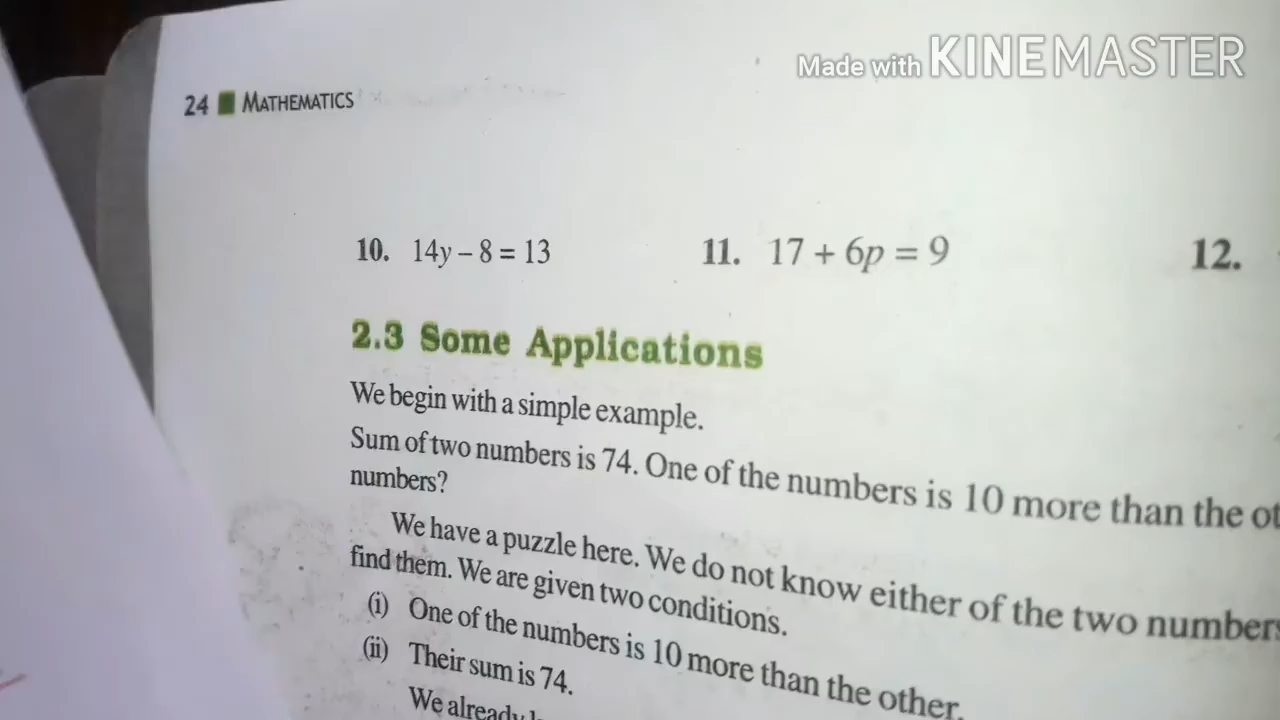 Made with KINEMASTER
24 MATHEMATICS
10. 14y – 8 = 13
11. 17 + 6p = 9
12.
2.3 Some Applications
We begin with a simple example.
Sum of two numbers is 74. One of the numbers is 10 more than the
numbers?
We have a puzzle here. We do not know either of the two numbers
find them. We are given two conditions.
(i) One of the numbers is 10 more than the other.
(ii) Their sum is 74.
We already